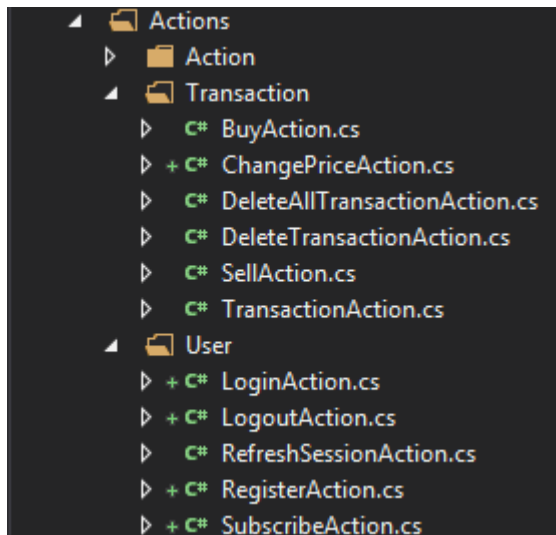 Actions
Action
Transaction
C# BuyAction.cs
+ C# ChangePriceAction.cs
C# DeleteAllTransactionAction.cs
C# DeleteTransactionAction.cs
C# SellAction.cs
C# TransactionAction.cs
User
+ C# LoginAction.cs
+ C# LogoutAction.cs
C# RefreshSessionAction.cs
+ C# RegisterAction.cs
+ C# SubscribeAction.cs